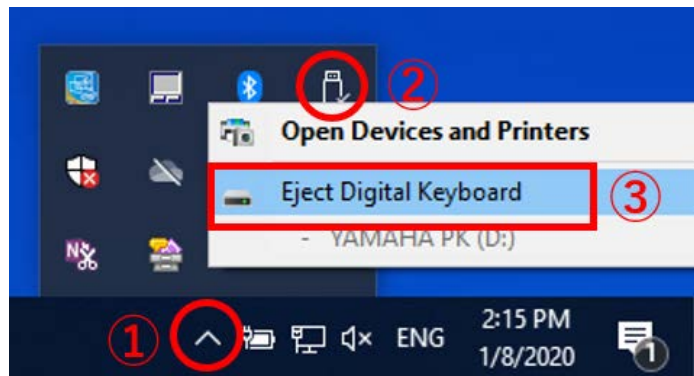 ②
Open Devices and Printers
Eject Digital Keyboard ③
- YAMAHA PK (D:)
N
① ENG 2:15 PM
1/8/2020 1